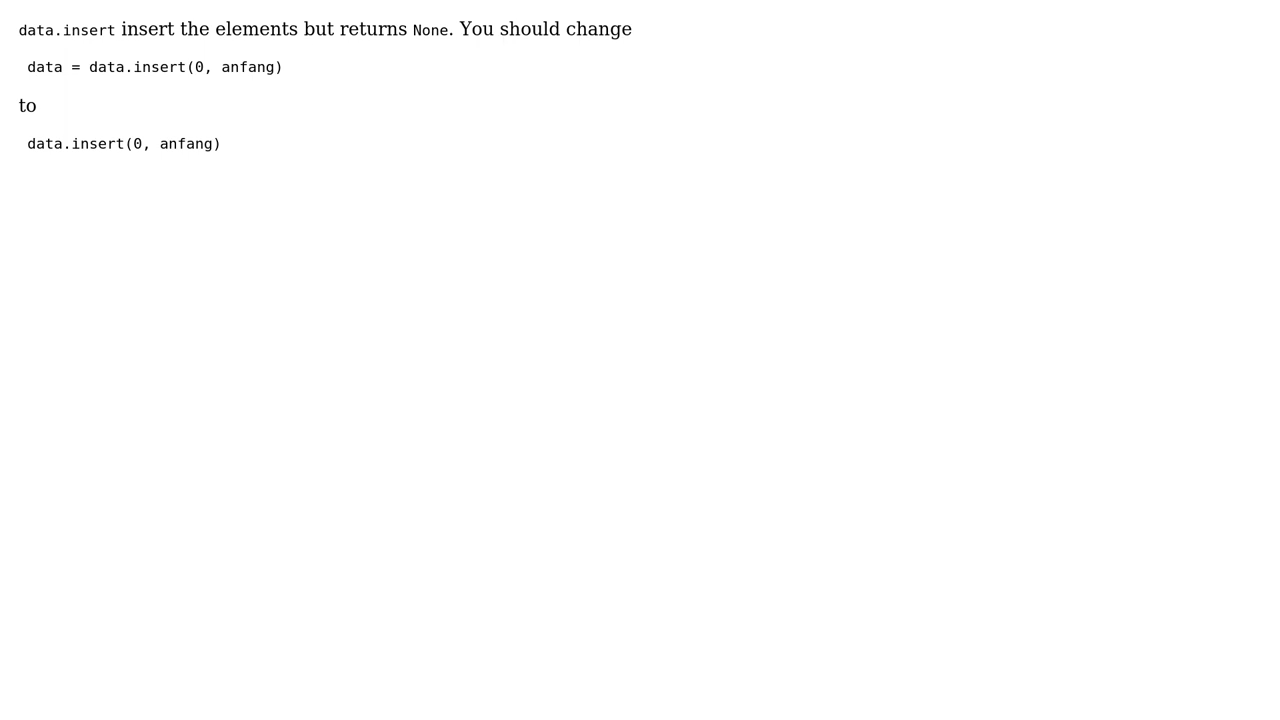 data.insert insert the elements but returns None. You should change
data = data.insert(0, anfang)
to
data.insert(0, anfang)